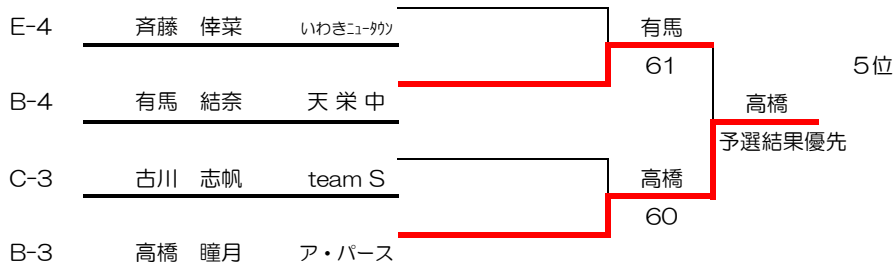 E-4 斉藤 倖菜 いわきﾆｭｰﾀｳﾝ
有馬
61
5位
B-4 有馬 結奈 天 栄 中
高橋
予選結果優先
C-3 古川 志帆 team S
高橋
60
B-3 高橋 瞳月 ア・パース